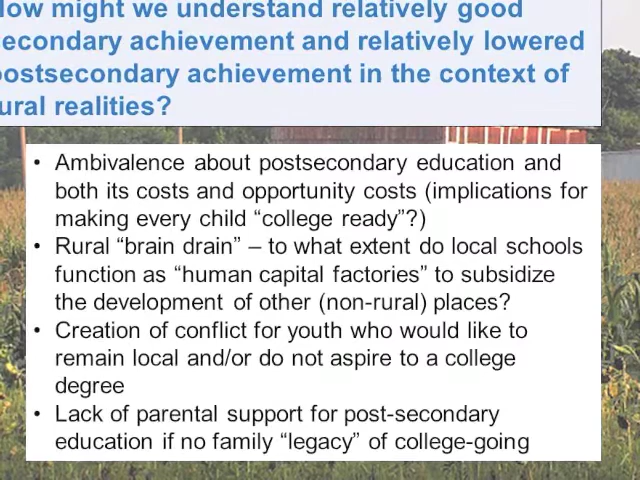 How might we understand relatively good
secondary achievement and relatively lowered
postsecondary achievement in the context of
rural realities?
• Ambivalence about postsecondary education and
both its costs and opportunity costs (implications for
making every child “college ready”?)
• Rural “brain drain” – to what extent do local schools
function as “human capital factories” to subsidize
the development of other (non-rural) places?
• Creation of conflict for youth who would like to
remain local and/or do not aspire to a college
degree
• Lack of parental support for post-secondary
education if no family “legacy” of college-going